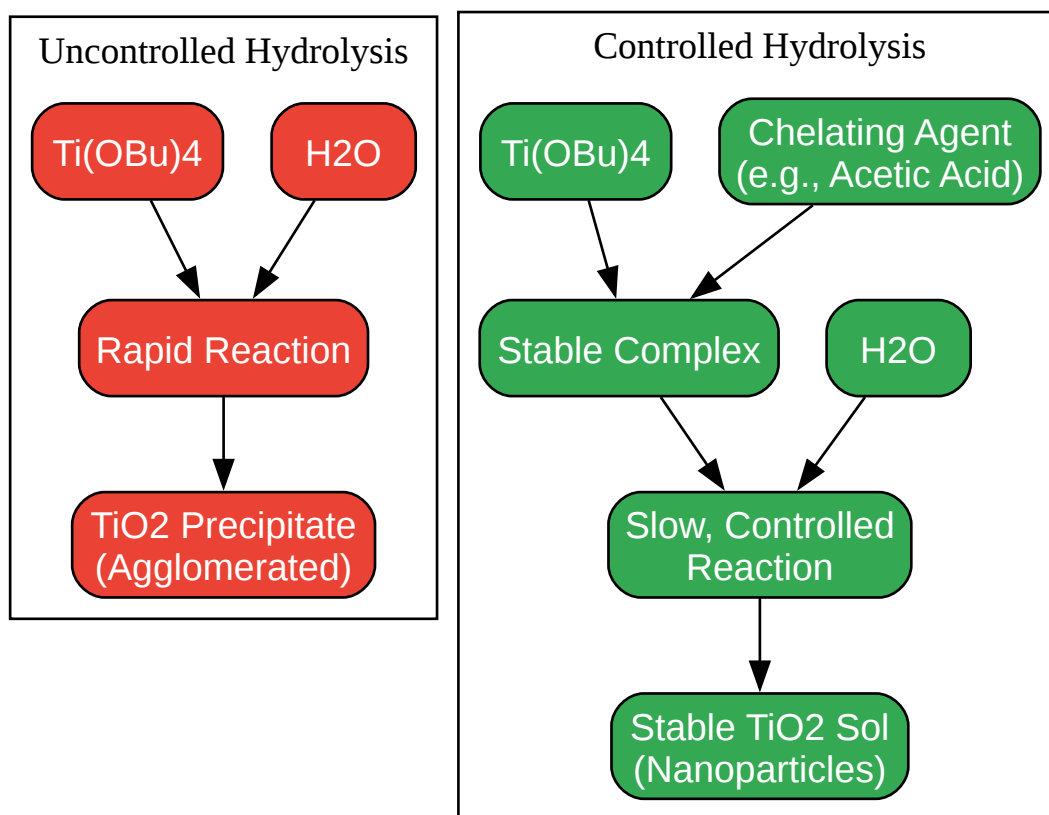 Uncontrolled Hydrolysis
Ti(OBu)4
H2O
Rapid Reaction
TiO2 Precipitate
(Agglomerated)
Controlled Hydrolysis
Ti(OBu)4
Chelating Agent
(e.g., Acetic Acid)
Stable Complex
H2O
Slow, Controlled
Reaction
Stable TiO2 Sol
(Nanoparticles)